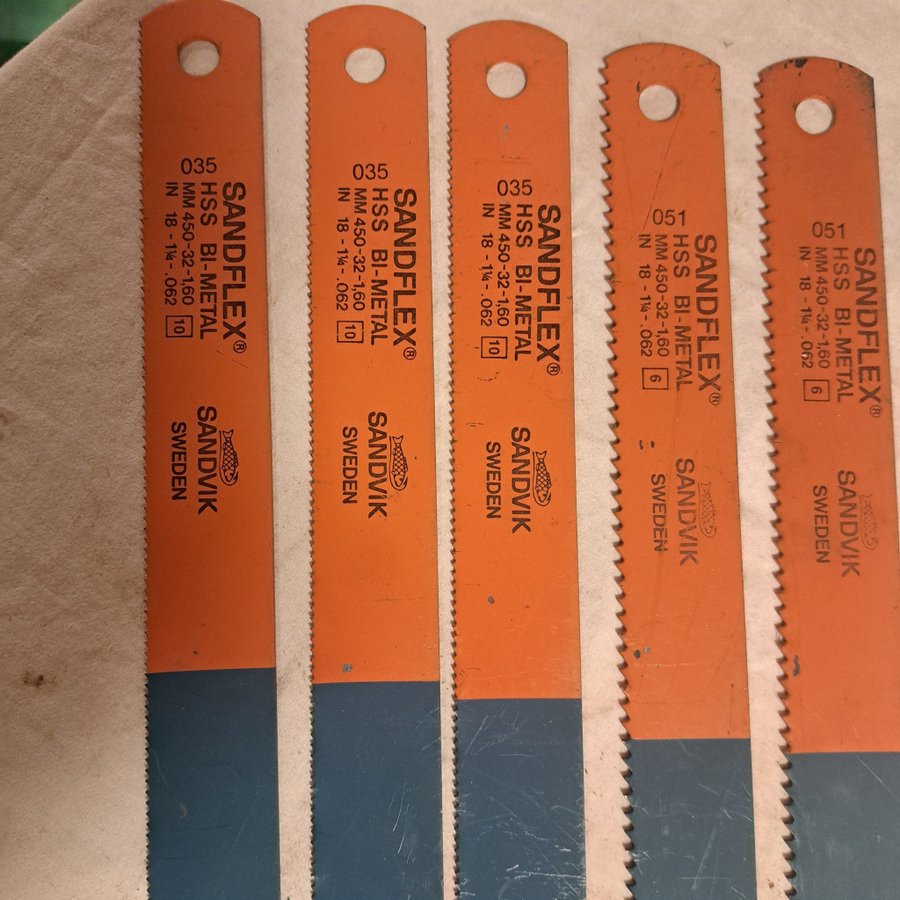 SANDFLEX®
035 HSS BI-METAL
MM 450-32-1,60
IN 18 - 1¼ - .062 10
SANDVIK
SWEDEN
SANDFLEX®
035 HSS BI-METAL
MM 450-32-1,60
IN 18 - 1¼ - .062 10
SANDVIK
SWEDEN
SANDFLEX®
035 HSS BI-METAL
MM 450-32-1,60
IN 18 - 1¼ - .062 10
SANDVIK
SWEDEN
SANDFLEX®
051 HSS BI-METAL
MM 450-32-1,60
IN 18 - 1¼ - .062 6
SANDVIK
SWEDEN
SANDFLEX®
051 HSS BI-METAL
MM 450-32-1,60
IN 18 - 1¼ - .062 6
SANDVIK
SWEDEN